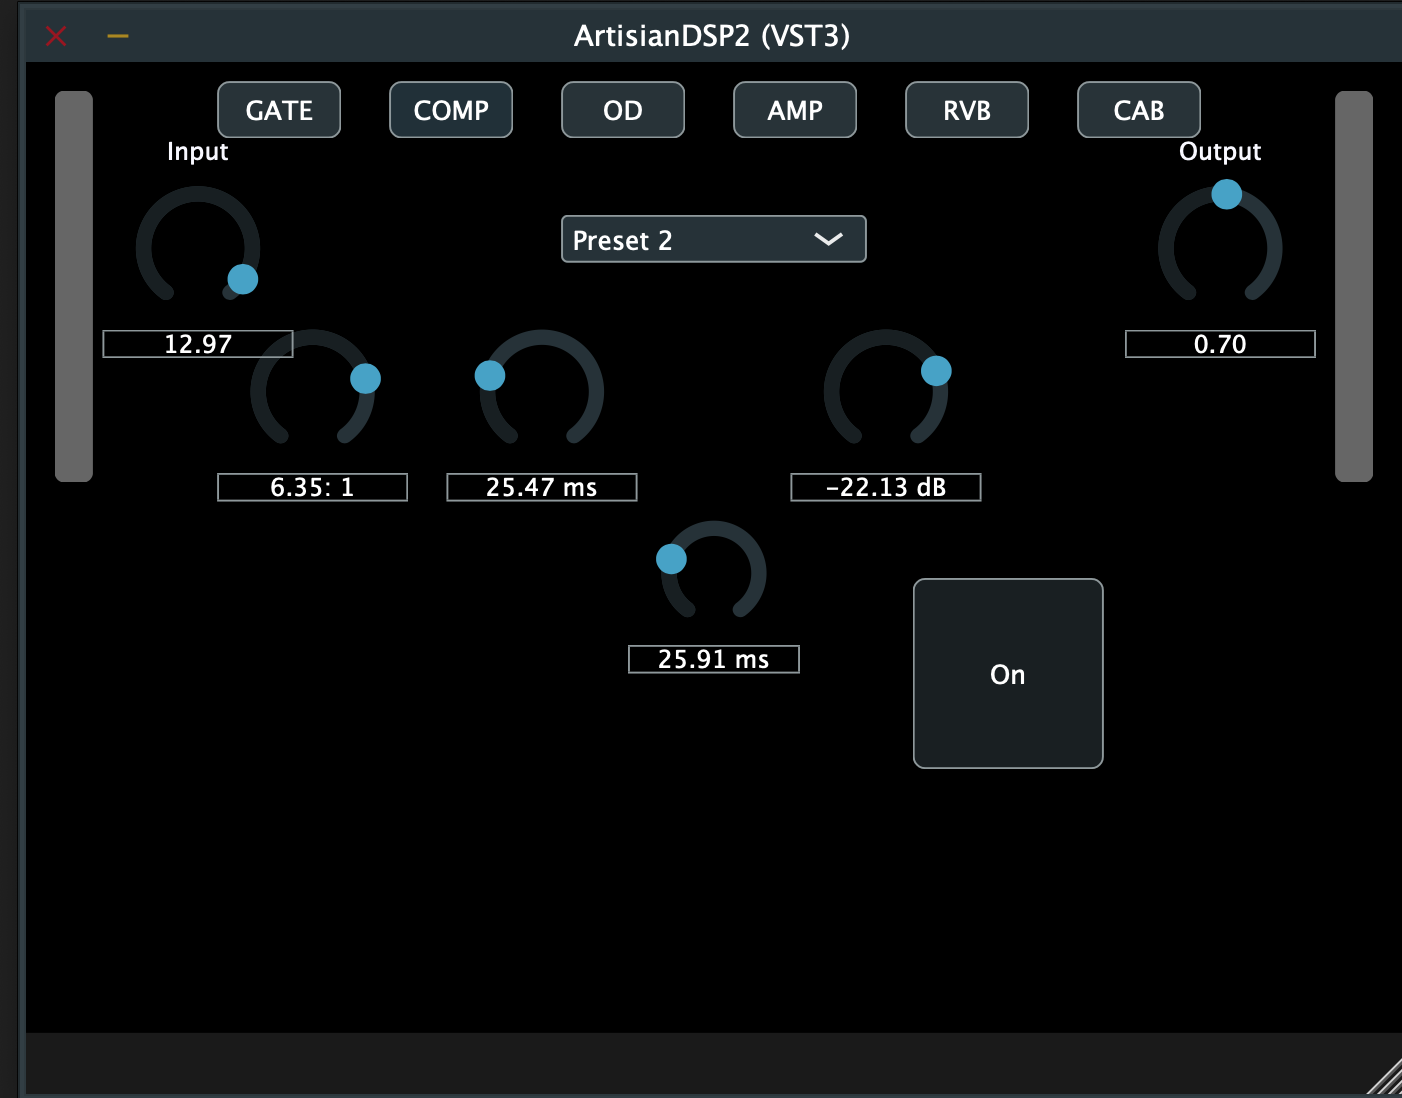 ArtisianDSP2 (VST3)
GATE COMP OD AMP RVB CAB
Input Output
Preset 2
12.97 0.70
6.35: 1 25.47 ms -22.13 dB
25.91 ms
On